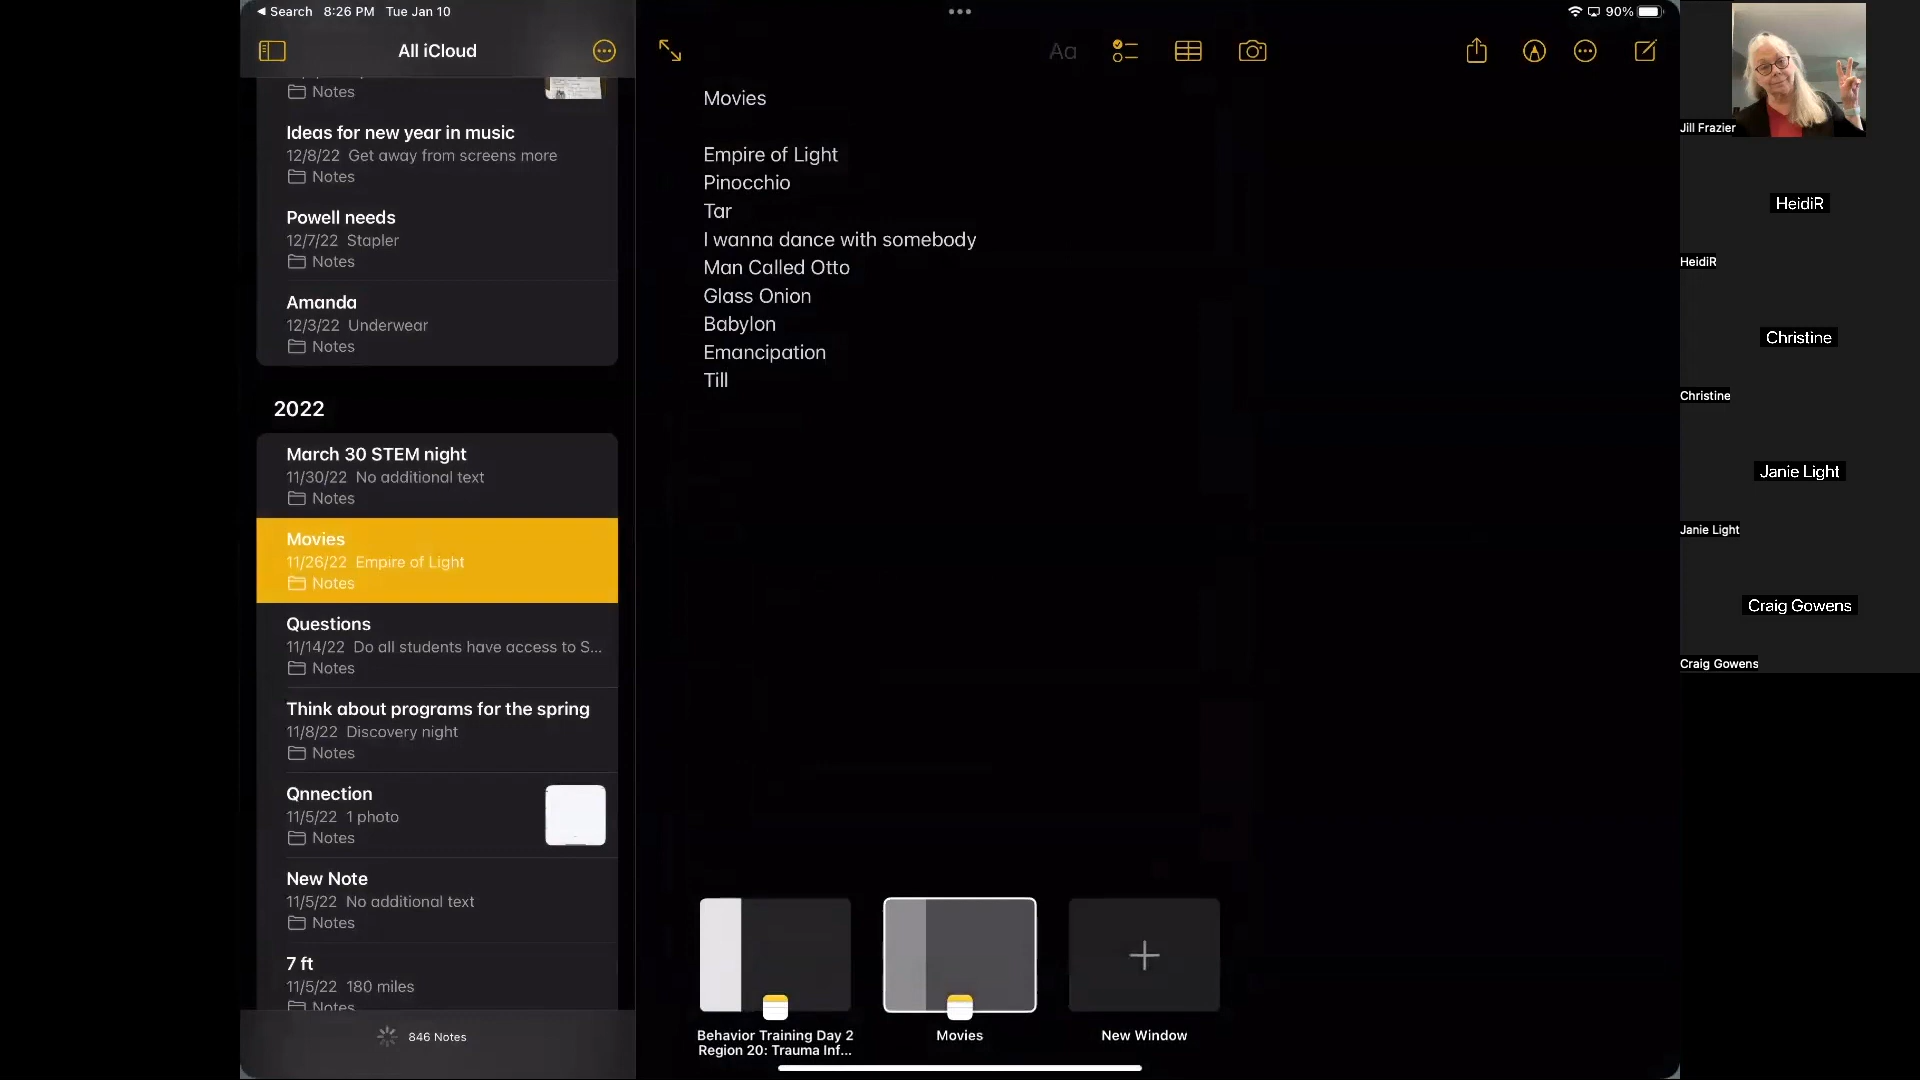 Search 8:26 PM Tue Jan 10
90%
All iCloud
Notes
Ideas for new year in music
12/8/22 Get away from screens more
Notes
Powell needs
12/7/22 Stapler
Notes
Amanda
12/3/22 Underwear
Notes
2022
March 30 STEM night
11/30/22 No additional text
Notes
Movies
11/26/22 Empire of Light
Notes
Questions
11/14/22 Do all students have access to S...
Notes
Think about programs for the spring
11/8/22 Discovery night
Notes
Qnnection
11/5/22 1 photo
Notes
New Note
11/5/22 No additional text
Notes
7 ft
11/5/22 180 miles
Notes
846 Notes
Aa
Movies
Empire of Light
Pinocchio
Tar
I wanna dance with somebody
Man Called Otto
Glass Onion
Babylon
Emancipation
Till
Behavior Training Day 2
Region 20: Trauma Inf...
Movies
New Window
Jill Frazier
HeidiR
HeidiR
Christine
Christine
Janie Light
Janie Light
Craig Gowens
Craig Gowens